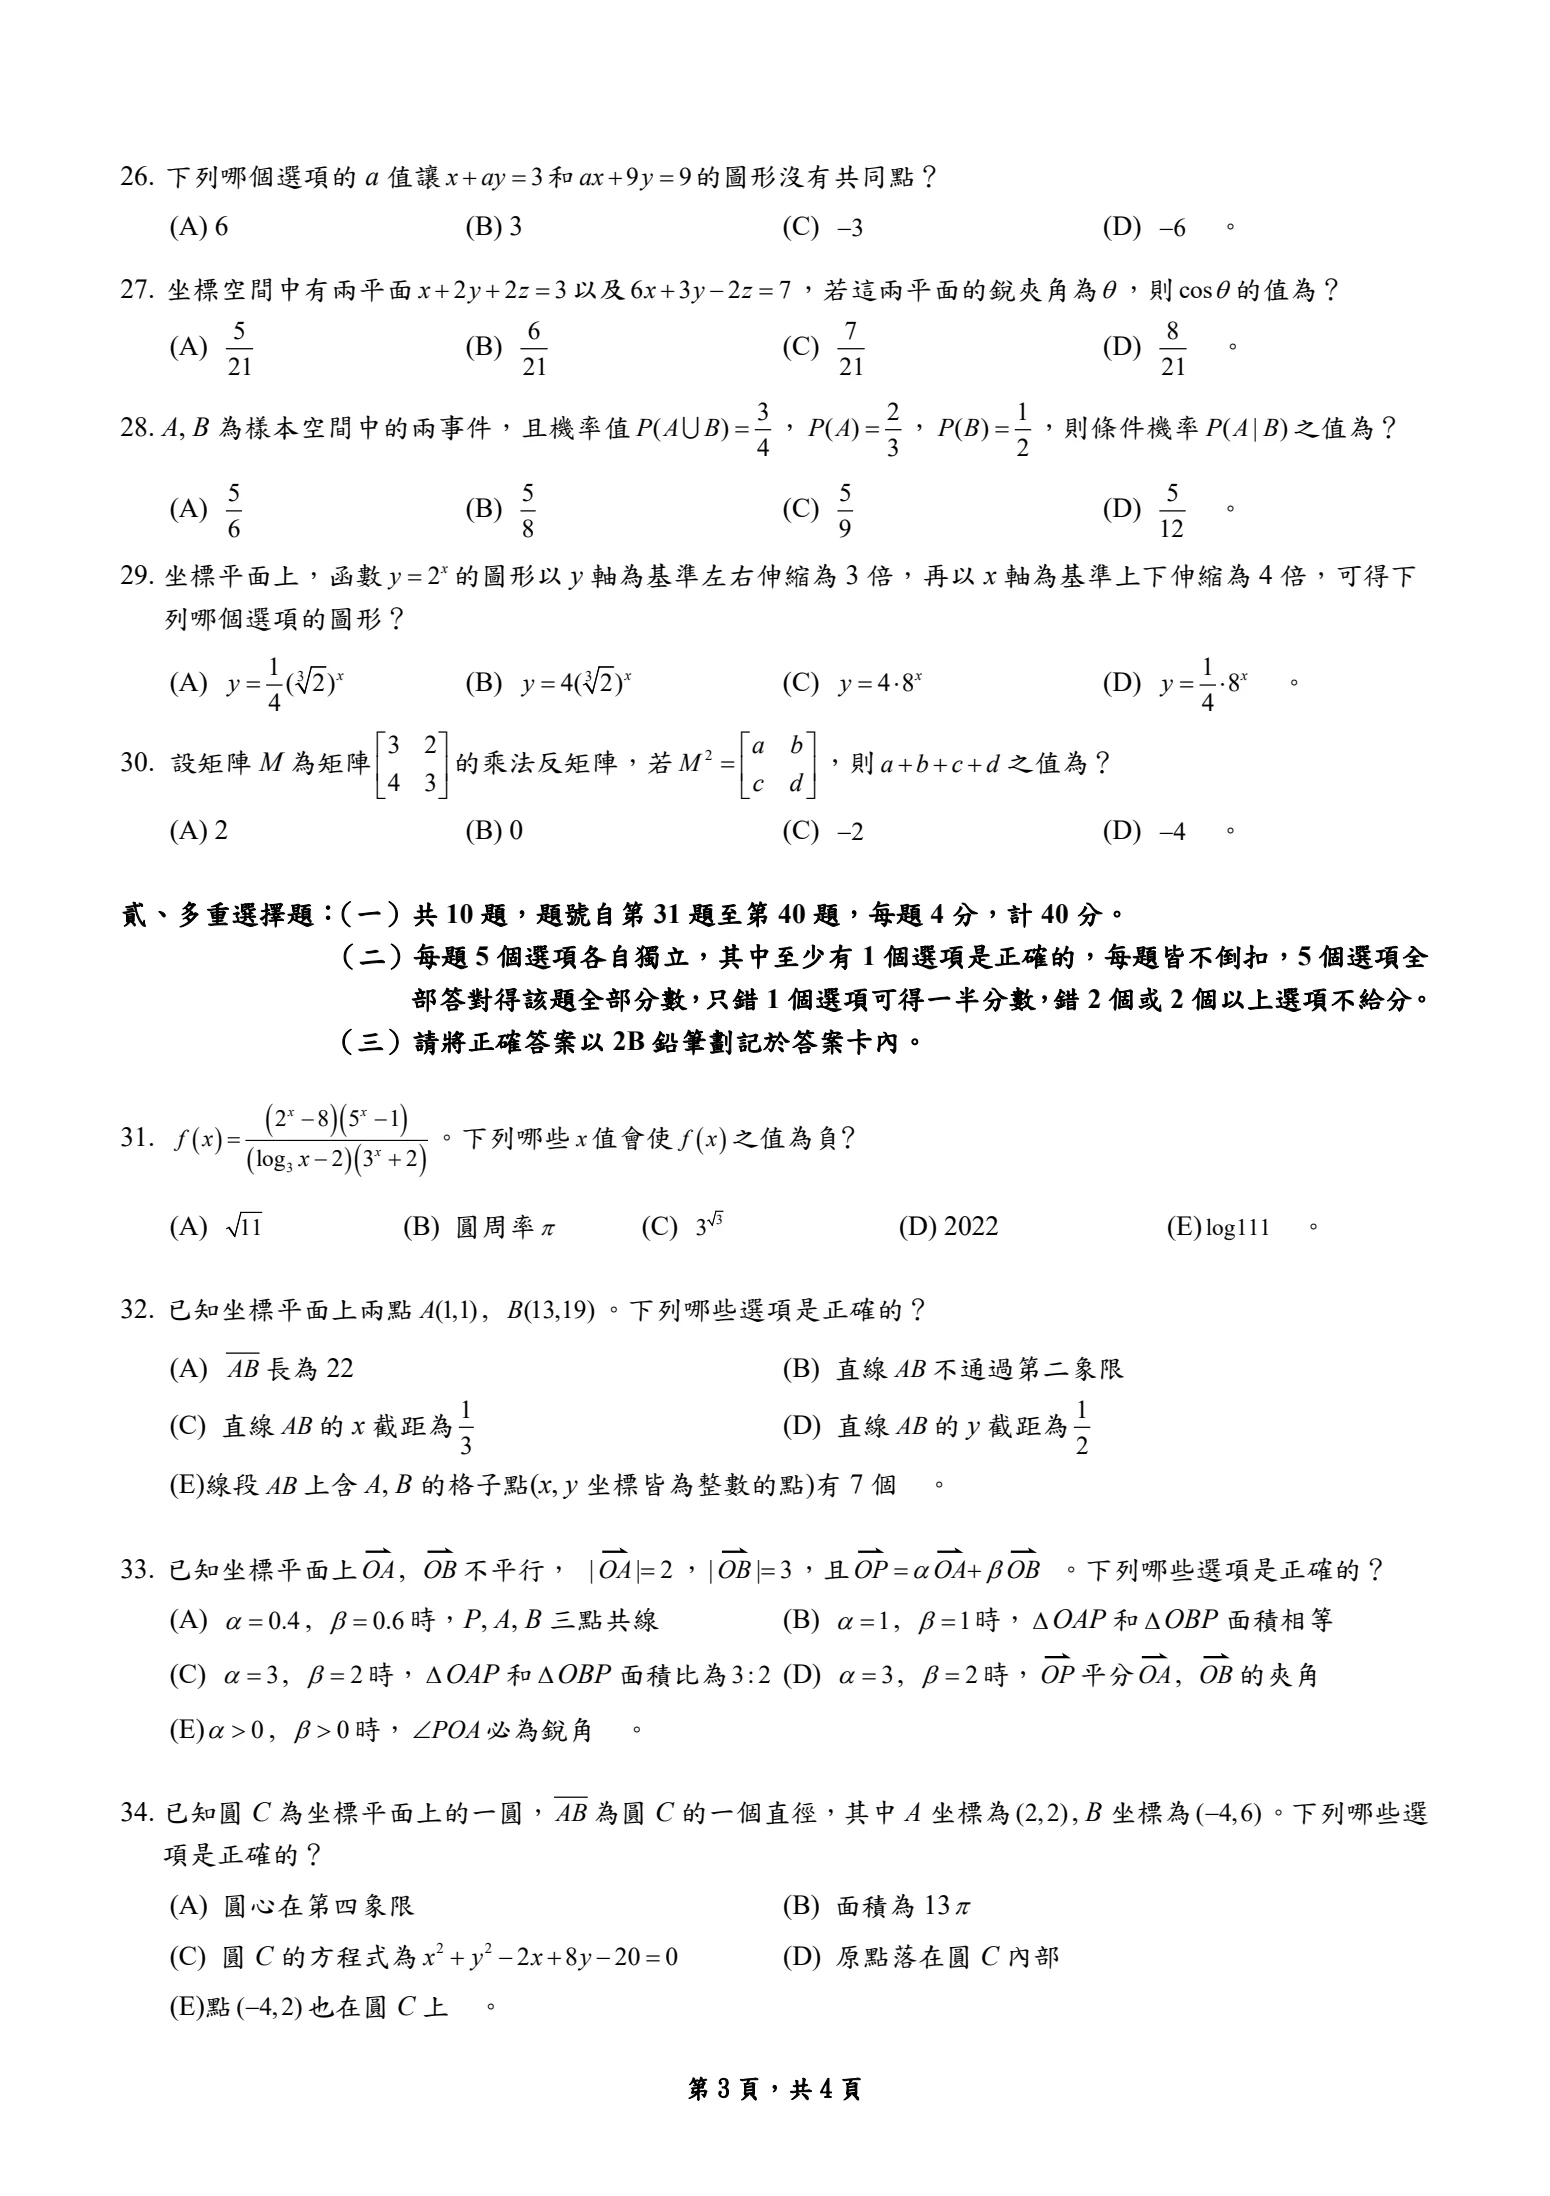 26. 下列哪個選項的 a 值讓 x + ay = 3 和 ax + 9y = 9 的圖形沒有共同點？
(A) 6 (B) 3 (C) −3 (D) −6 。
27. 坐標空間中有兩平面 x + 2y + 2z = 3 以及 6x + 3y − 2z = 7，若這兩平面的銳夾角為 θ，則 cosθ 的值為？
(A) 5/21 (B) 6/21 (C) 7/21 (D) 8/21 。
28. A, B 為樣本空間中的兩事件，且機率值 P(A∪B) = 3/4，P(A) = 2/3，P(B) = 1/2，則條件機率 P(A | B) 之值為？
(A) 5/6 (B) 5/8 (C) 5/9 (D) 5/12 。
29. 坐標平面上，函數 y = 2^x 的圖形以 y 軸為基準左右伸縮為 3 倍，再以 x 軸為基準上下伸縮為 4 倍，可得下
列哪個選項的圖形？
(A) y = 1/4(∛2)^x (B) y = 4(∛2)^x (C) y = 4·8^x (D) y = 1/4·8^x 。
30. 設矩陣 M 為矩陣 [3 2; 4 3] 的乘法反矩陣，若 M² = [a b; c d]，則 a + b + c + d 之值為？
(A) 2 (B) 0 (C) −2 (D) −4 。
貳、多重選擇題：（一）共 10 題，題號自第 31 題至第 40 題，每題 4 分，計 40 分。
（二）每題 5 個選項各自獨立，其中至少有 1 個選項是正確的，每題皆不倒扣，5 個選項全
部答對得該題全部分數，只錯 1 個選項可得一半分數，錯 2 個或 2 個以上選項不給分。
（三）請將正確答案以 2B 鉛筆劃記於答案卡內。
31. f(x) = (2^x − 8)(5^x − 1) / (log₃ x − 2)(3^x + 2) 。下列哪些 x 值會使 f(x) 之值為負?
(A) √11 (B) 圓周率 π (C) 3^√3 (D) 2022 (E) log111 。
32. 已知坐標平面上兩點 A(1,1), B(13,19)。下列哪些選項是正確的？
(A) A̅B̅ 長為 22 (B) 直線 AB 不通過第二象限
(C) 直線 AB 的 x 截距為 1/3 (D) 直線 AB 的 y 截距為 1/2
(E)線段 AB 上含 A, B 的格子點(x, y 坐標皆為整數的點)有 7 個 。
33. 已知坐標平面上 OA⇀, OB⇀ 不平行， |OA⇀| = 2，|OB⇀| = 3，且 OP⇀ = αOA⇀ + βOB⇀ 。下列哪些選項是正確的？
(A) α = 0.4, β = 0.6 時，P, A, B 三點共線 (B) α = 1, β = 1 時，Δ OAP 和 Δ OBP 面積相等
(C) α = 3, β = 2 時，Δ OAP 和 Δ OBP 面積比為 3:2 (D) α = 3, β = 2 時，OP⇀ 平分 OA⇀, OB⇀ 的夾角
(E) α > 0, β > 0 時，∠POA 必為銳角 。
34. 已知圓 C 為坐標平面上的一圓，A̅B̅ 為圓 C 的一個直徑，其中 A 坐標為 (2,2), B 坐標為 (−4,6)。下列哪些選
項是正確的？
(A) 圓心在第四象限 (B) 面積為 13π
(C) 圓 C 的方程式為 x² + y² − 2x + 8y − 20 = 0 (D) 原點落在圓 C 內部
(E)點 (−4,2) 也在圓 C 上 。
第 3 頁，共 4 頁